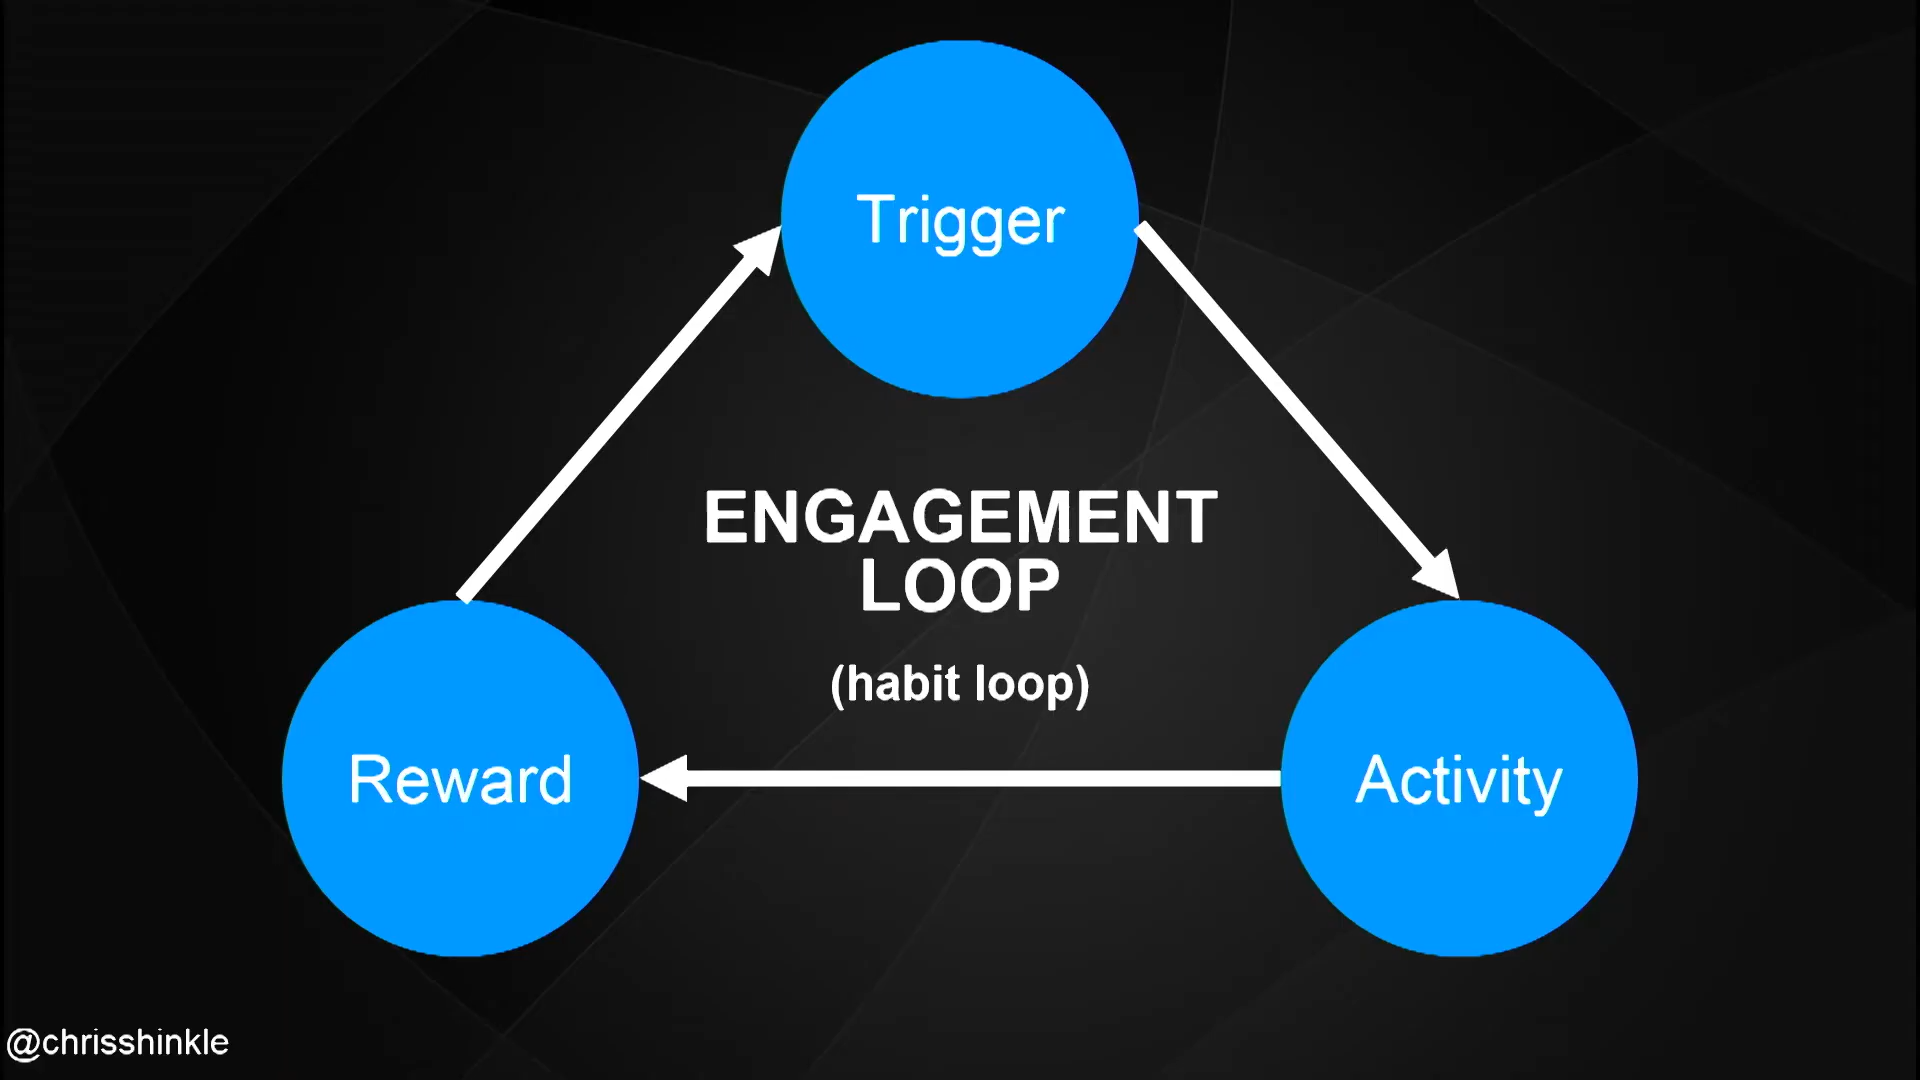 Trigger
ENGAGEMENT
LOOP
(habit loop)
Reward
Activity
@chrisshinkle